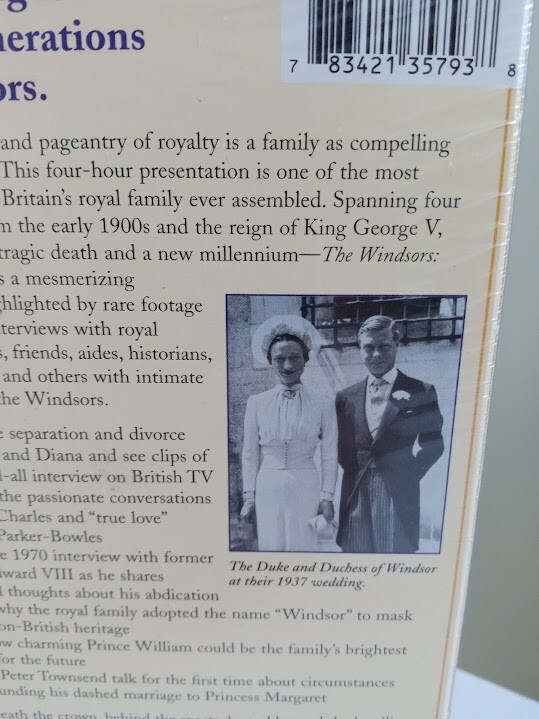 7 83421 35793 8
ors.
and pageantry of royalty is a family as compelling
This four-hour presentation is one of the most
Britain's royal family ever assembled. Spanning four
m the early 1900s and the reign of King George V,
tragic death and a new millennium—The Windsors:
s a mesmerizing
ghlighted by rare footage
terviews with royal
s, friends, aides, historians,
and others with intimate
the Windsors.
e separation and divorce
and Diana and see clips of
l-all interview on British TV
the passionate conversations
Charles and "true love"
Parker-Bowles
e 1970 interview with former
dward VIII as he shares
l thoughts about his abdication
why the royal family adopted the name "Windsor" to mask
on-British heritage
ow charming Prince William could be the family's brightest
for the future
Peter Townsend talk for the first time about circumstances
unding his dashed marriage to Princess Margaret
The Duke and Duchess of Windsor
at their 1937 wedding.